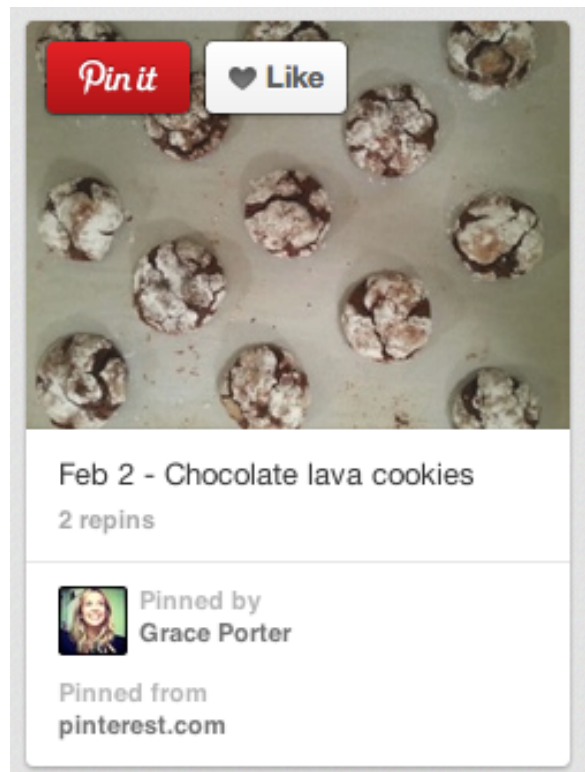 Pin it
Like
Feb 2 - Chocolate lava cookies
2 repins
Pinned by
Grace Porter
Pinned from
pinterest.com